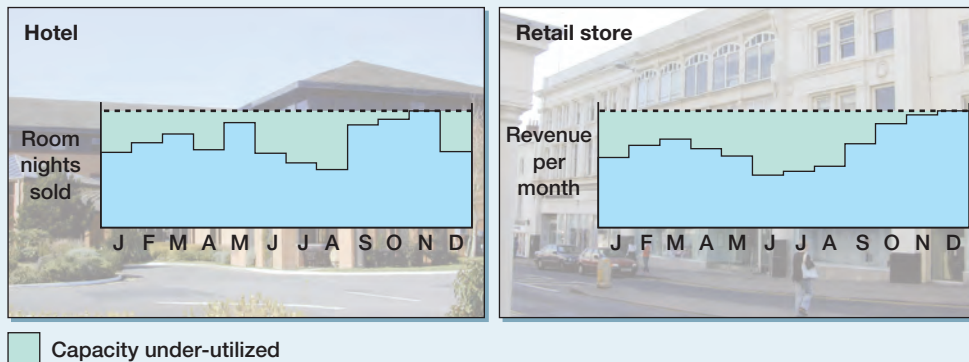 Hotel
Room
nights
sold
J F M A M J J A S O N D
Retail store
Revenue
per
month
J F M A M J J A S O N D
Capacity under-utilized